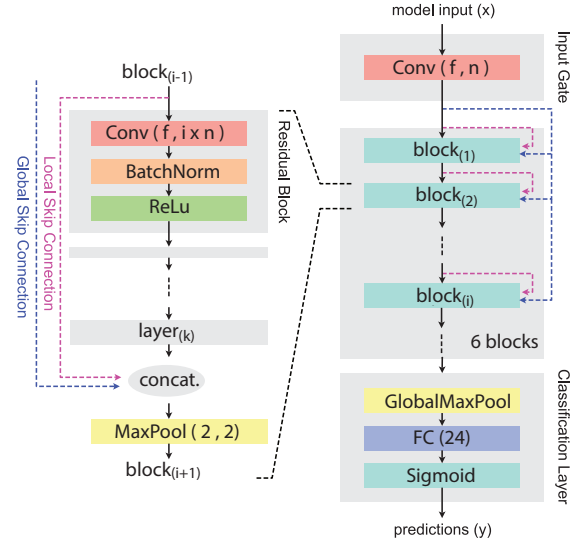 block(i-1)
Conv ( f , i x n )
BatchNorm
ReLu
Residual Block
Local Skip Connection
Global Skip Connection
layer(k)
concat.
MaxPool ( 2 , 2 )
block(i+1)
model input (x)
Input Gate
Conv ( f , n )
block(1)
block(2)
block(i)
6 blocks
GlobalMaxPool
FC (24)
Sigmoid
Classification
Layer
predictions (y)